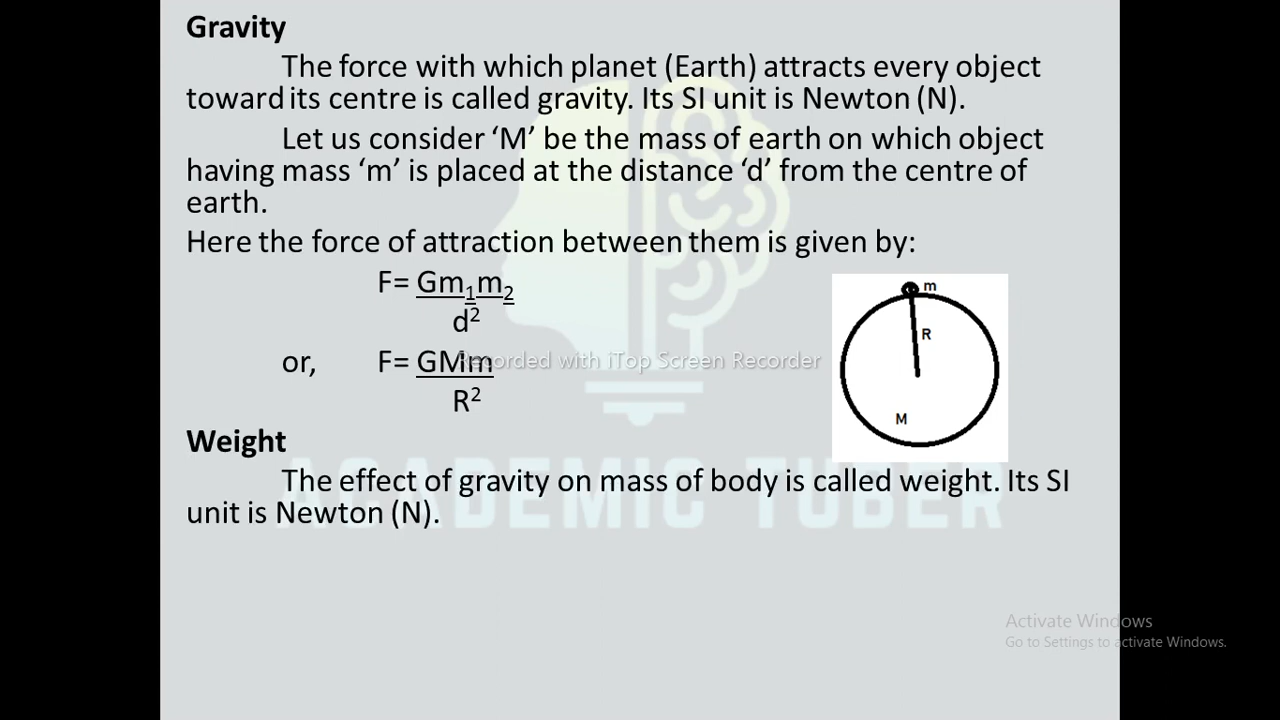 Gravity
The force with which planet (Earth) attracts every object
toward its centre is called gravity. Its SI unit is Newton (N).
Let us consider ‘M’ be the mass of earth on which object
having mass ‘m’ is placed at the distance ‘d’ from the centre of
earth.
Here the force of attraction between them is given by:
F= Gm₁m₂
d²
or, F= GMm
R²
m
R
M
Recorded with iTop Screen Recorder
Weight
The effect of gravity on mass of body is called weight. Its SI
unit is Newton (N).
ACADEMIC TUBER
Activate Windows
Go to Settings to activate Windows.